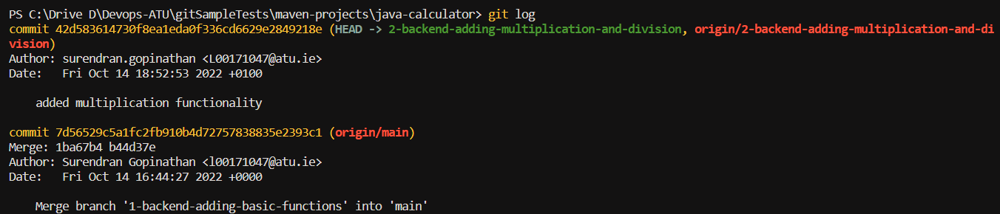 PS C:\Drive D\Devops-ATU\gitSampleTests\maven-projects\java-calculator> git log
commit 42d583614730f8ea1eda0f336cd6629e2849218e (HEAD -> 2-backend-adding-multiplication-and-division, origin/2-backend-adding-multiplication-and-di
vision)
Author: surendran.gopinathan <L00171047@atu.ie>
Date:   Fri Oct 14 18:52:53 2022 +0100
    added multiplication functionality
commit 7d56529c5a1fc2fb910b4d72757838835e2393c1 (origin/main)
Merge: 1ba67b4 b44d37e
Author: Surendran Gopinathan <l00171047@atu.ie>
Date:   Fri Oct 14 16:44:27 2022 +0000
    Merge branch '1-backend-adding-basic-functions' into 'main'